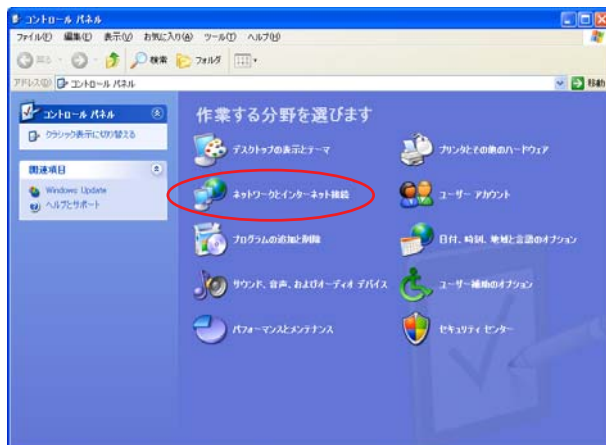 コントロール パネル
ファイル(F) 編集(E) 表示(V) お気に入り(A) ツール(T) ヘルプ(H)
戻る 検索 フォルダ
アドレス(D) コントロール パネル 移動
コントロール パネル
クラシック表示に切り替える
関連項目
Windows Update
ヘルプとサポート
作業する分野を選びます
デスクトップの表示とテーマ
プリンタとその他のハードウェア
ネットワークとインターネット接続
ユーザー アカウント
プログラムの追加と削除
日付、時刻、地域と言語のオプション
サウンド、音声、およびオーディオ デバイス
ユーザー補助のオプション
パフォーマンスとメンテナンス
セキュリティ センター